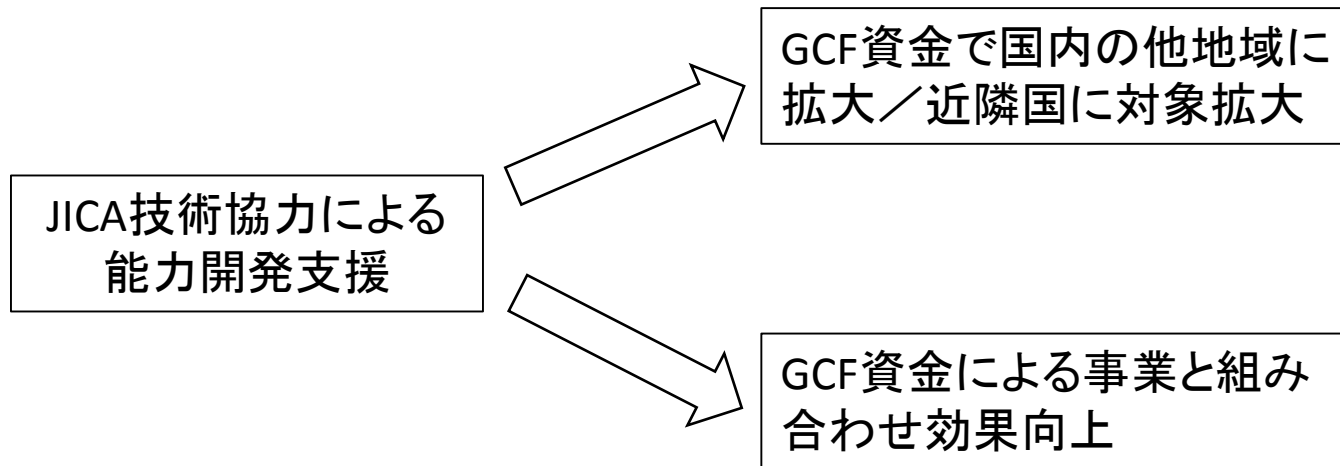 JICA技術協力による
能力開発支援
GCF資金で国内の他地域に
拡大／近隣国に対象拡大
GCF資金による事業と組み
合わせ効果向上